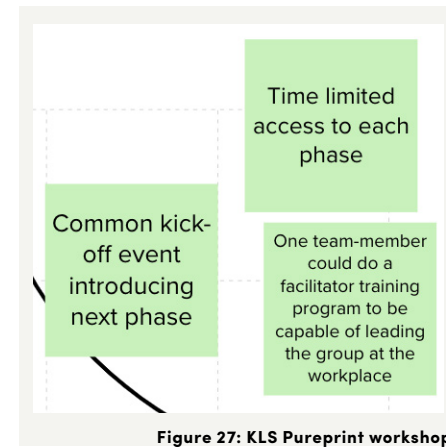 Time limited
access to each
phase
Common kick-
off event
introducing
next phase
One team-member
could do a
facilitator training
program to be
capable of leading
the group at the
workplace
Figure 27: KLS Pureprint workshop